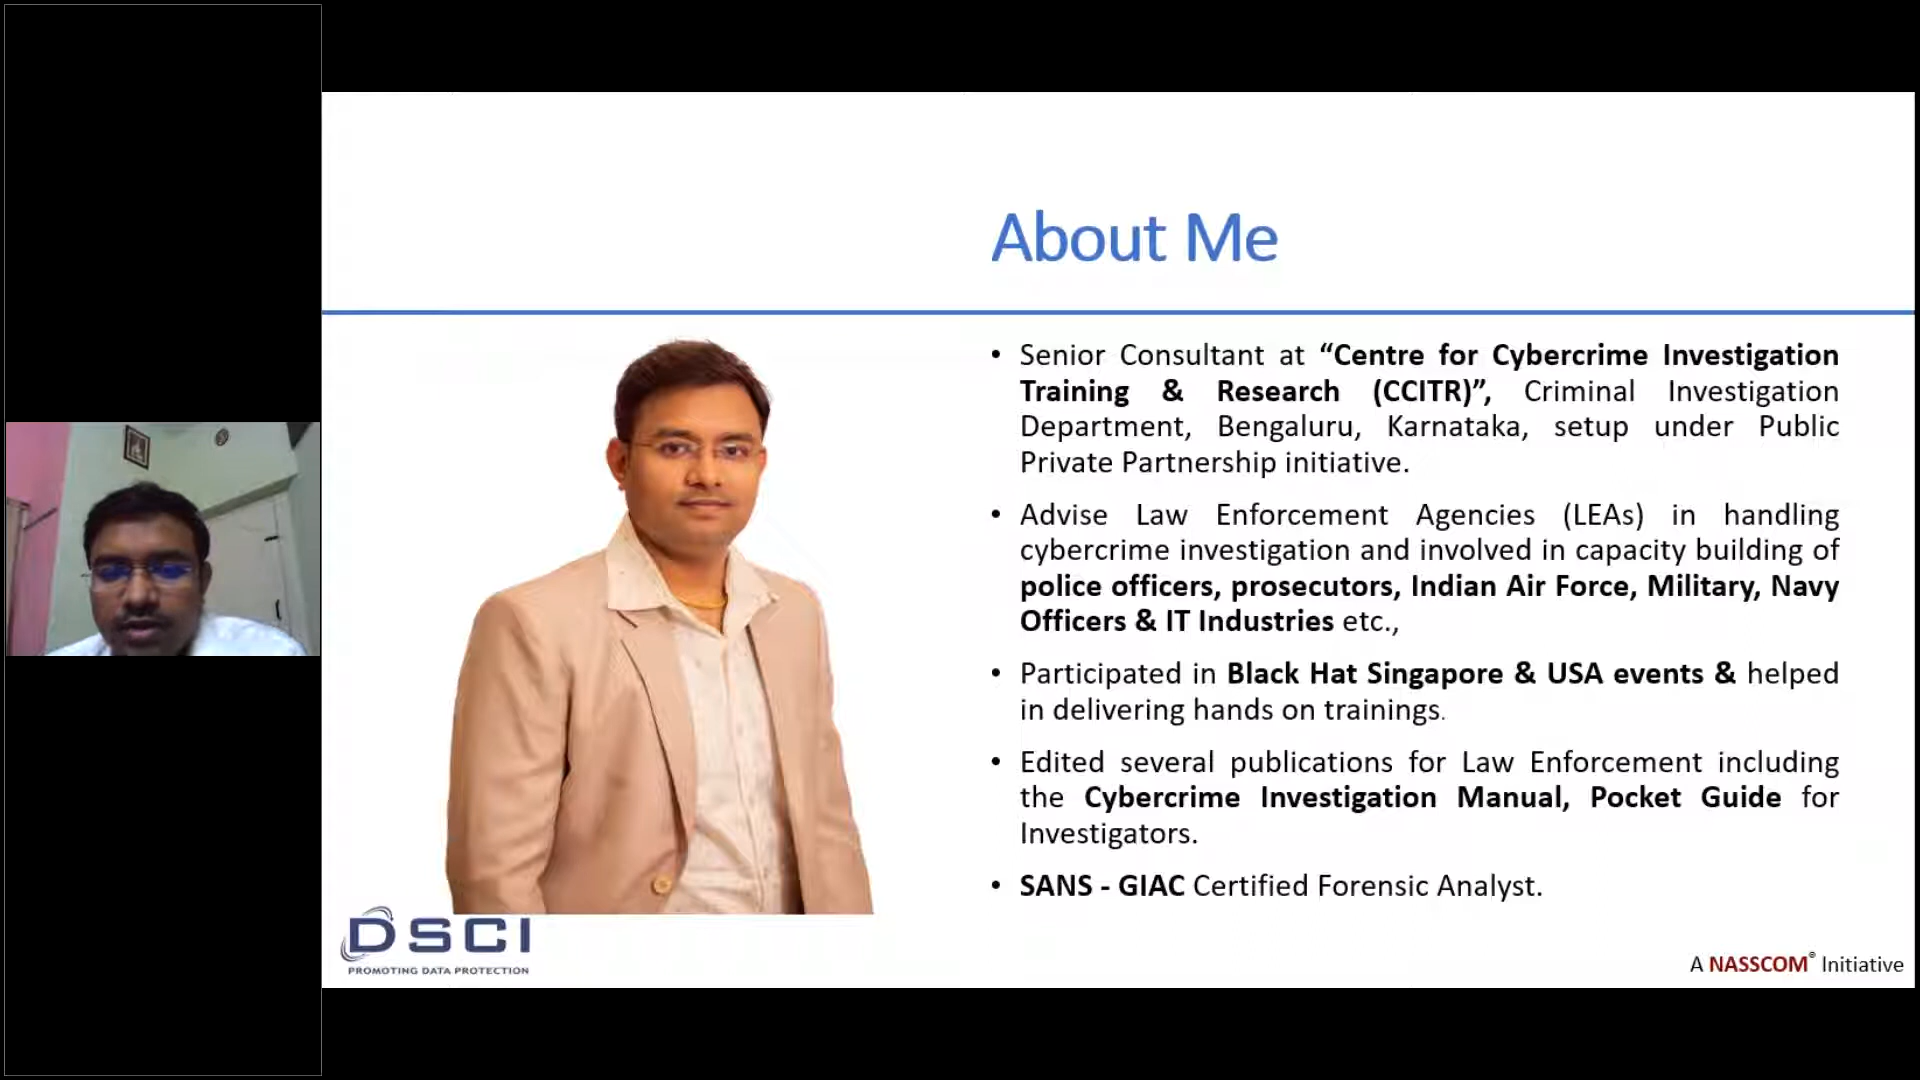 About Me
• Senior Consultant at “Centre for Cybercrime Investigation
Training & Research (CCITR)”, Criminal Investigation
Department, Bengaluru, Karnataka, setup under Public
Private Partnership initiative.
• Advise Law Enforcement Agencies (LEAs) in handling
cybercrime investigation and involved in capacity building of
police officers, prosecutors, Indian Air Force, Military, Navy
Officers & IT Industries etc.,
• Participated in Black Hat Singapore & USA events & helped
in delivering hands on trainings.
• Edited several publications for Law Enforcement including
the Cybercrime Investigation Manual, Pocket Guide for
Investigators.
• SANS - GIAC Certified Forensic Analyst.
DSCI
PROMOTING DATA PROTECTION
A NASSCOM® Initiative